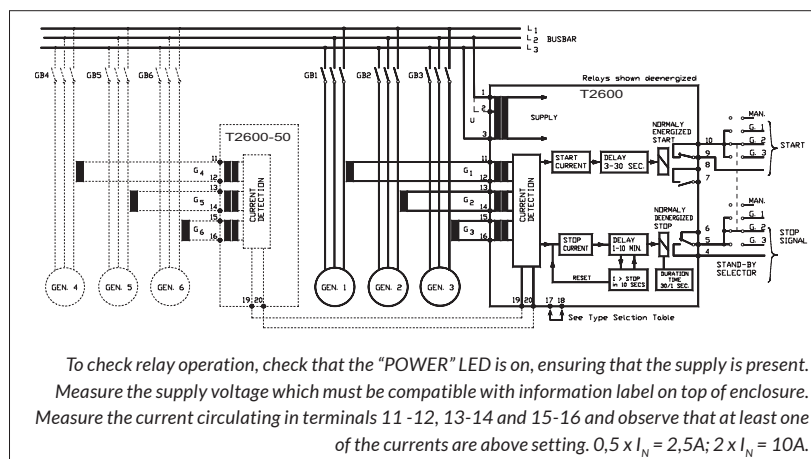 L 1
L 2 BUSBAR
L 3
GB4 GB5 GB6 GB1 GB2 GB3
Relays shown deenergized
T2600-50
T2600
1
L
2
U
3
SUPPLY
NORMALY
ENERGIZED
START
10
9
8
7
MAN.
G. 1
G. 2
G. 3
START
11
12
13
14
15
16
G4
G5
G6
CURRENT
DETECTION
11
12
13
14
15
16
G1
G2
G3
CURRENT
DETECTION
START
CURRENT
DELAY
3-30 SEC.
NORMALY
DEENERGIZED
STOP
6
5
4
MAN.
G. 1
G. 2
G. 3
STOP
SIGNAL
STAND-BY
SELECTOR
STOP
CURRENT
DELAY
1-10 MIN.
RESET
I > STOP
in 10 SECS
DURATION
TIME
30/1 SEC.
GEN. 4 GEN. 5 GEN. 6 GEN. 1 GEN. 2 GEN. 3
19 20 19 20 17 18
See Type Selction Table
To check relay operation, check that the “POWER” LED is on, ensuring that the supply is present.
Measure the supply voltage which must be compatible with information label on top of enclosure.
Measure the current circulating in terminals 11 -12, 13-14 and 15-16 and observe that at least one
of the currents are above setting. 0,5 x IN = 2,5A; 2 x IN = 10A.